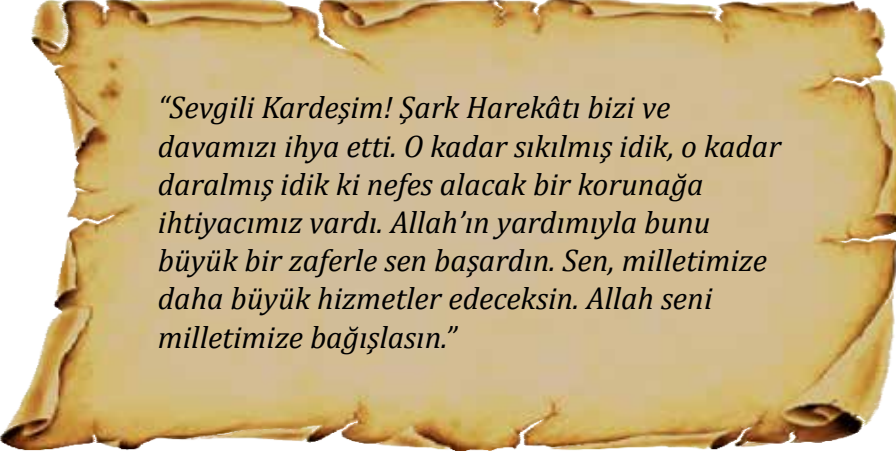 “Sevgili Kardeşim! Şark Harekâtı bizi ve
davamızı ihya etti. O kadar sıkılmış idik, o kadar
daralmış idik ki nefes alacak bir korunağa
ihtiyacımız vardı. Allah’ın yardımıyla bunu
büyük bir zaferle sen başardın. Sen, milletimize
daha büyük hizmetler edeceksin. Allah seni
milletimize bağışlasın.”